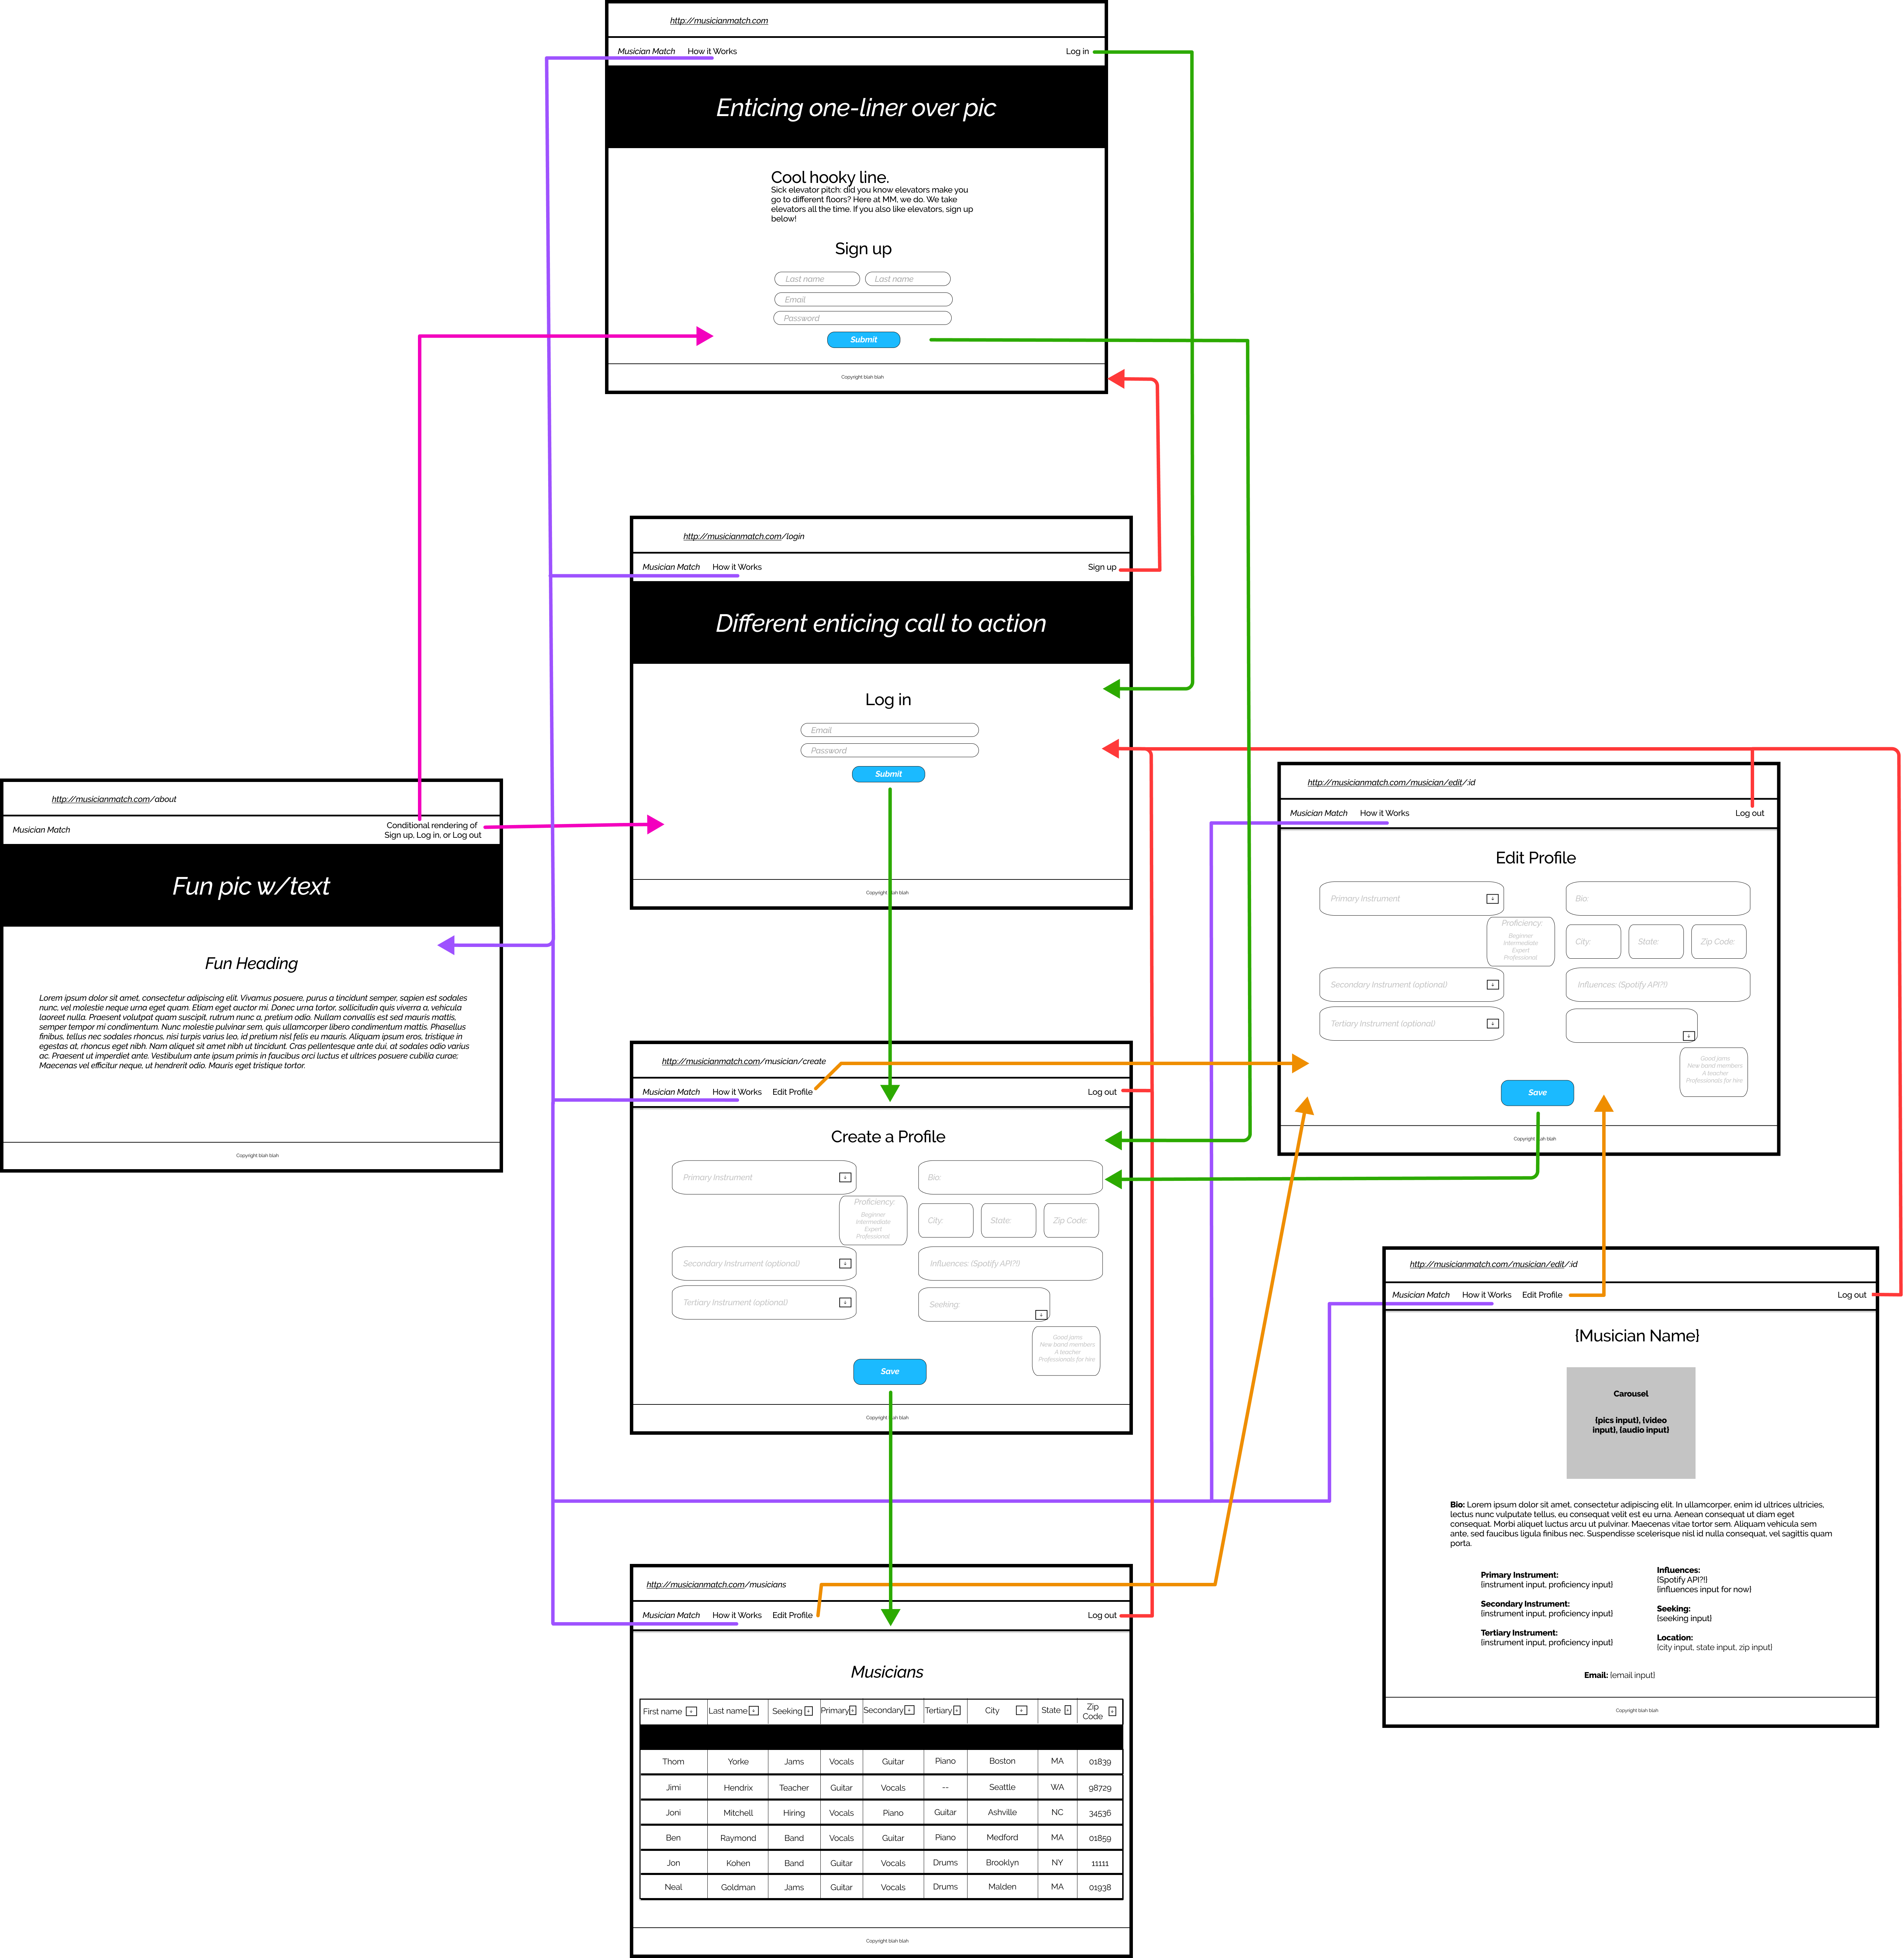 http://musicianmatch.com
Musician Match
How it Works
Log in
Enticing one-liner over pic
Cool hooky line.
Sick elevator pitch: did you know elevators make you
go to different floors? Here at MM, we do. We take
elevators all the time. If you also like elevators, sign up
below!
Sign up
Last name
Last name
Email
Password
Submit
Copyright blah blah
http://musicianmatch.com/login
Musician Match
How it Works
Sign up
Different enticing call to action
Log in
Email
Password
Submit
Copyright blah blah
http://musicianmatch.com/about
Musician Match
Conditional rendering of
Sign up, Log in, or Log out
Fun pic w/text
Fun Heading
Lorem ipsum dolor sit amet, consectetur adipiscing elit. Vivamus posuere, purus a tincidunt semper, sapien est sodales
nunc, vel molestie neque urna eget quam. Etiam eget auctor mi. Donec urna tortor, sollicitudin quis viverra a, vehicula
laoreet nulla. Praesent volutpat quam suscipit, rutrum nunc a, pretium odio. Nullam convallis est sed mauris mattis,
semper tempor mi condimentum. Nunc molestie pulvinar sem, quis ullamcorper libero condimentum mattis. Phasellus
finibus, tellus nec sodales rhoncus, nisi turpis varius leo, id pretium nisl felis eu mauris. Aliquam ipsum eros, tristique in
egestas at, rhoncus eget nibh. Nam aliquet sit amet nibh ut tincidunt. Cras pellentesque ante dui, at sodales odio varius
ac. Praesent ut imperdiet ante. Vestibulum ante ipsum primis in faucibus orci luctus et ultrices posuere cubilia curae;
Maecenas vel efficitur neque, ut hendrerit odio. Mauris eget tristique tortor.
Copyright blah blah
http://musicianmatch.com/musician/edit/:id
Musician Match
How it Works
Log out
Edit Profile
Primary Instrument
Bio:
Proficiency:
Beginner
Intermediate
Expert
Professional
City:
State:
Zip Code:
Secondary Instrument (optional)
Influences: (Spotify API?!)
Tertiary Instrument (optional)
Good jams
New band members
A teacher
Professionals for hire
Save
Copyright blah blah
http://musicianmatch.com/musician/create
Musician Match
How it Works
Edit Profile
Log out
Create a Profile
Primary Instrument
Bio:
Proficiency:
Beginner
Intermediate
Expert
Professional
City:
State:
Zip Code:
Secondary Instrument (optional)
Influences: (Spotify API?!)
Tertiary Instrument (optional)
Seeking:
Good jams
New band members
A teacher
Professionals for hire
Save
Copyright blah blah
http://musicianmatch.com/musician/edit/:id
Musician Match
How it Works
Edit Profile
Log out
{Musician Name}
Carousel
{pics input}, {video
input}, {audio input}
Bio: Lorem ipsum dolor sit amet, consectetur adipiscing elit. In ullamcorper, enim id ultrices ultricies,
lectus nunc vulputate tellus, eu consequat velit est eu urna. Aenean consequat ut diam eget
consequat. Morbi aliquet luctus arcu ut pulvinar. Maecenas vitae tortor sem. Aliquam vehicula sem
ante, sed faucibus ligula finibus nec. Suspendisse scelerisque nisl id nulla consequat, vel sagittis quam
porta.
Primary Instrument:
{instrument input, proficiency input}
Secondary Instrument:
{instrument input, proficiency input}
Tertiary Instrument:
{instrument input, proficiency input}
Influences:
{Spotify API?!}
{influences input for now}
Seeking:
{seeking input}
Location:
{city input, state input, zip input}
Email: {email input}
Copyright blah blah
http://musicianmatch.com/musicians
Musician Match
How it Works
Edit Profile
Log out
Musicians
First name Last name Seeking Primary Secondary Tertiary City State Zip Code
Thom Yorke Jams Vocals Guitar Piano Boston MA 01839
Jimi Hendrix Teacher Guitar Vocals -- Seattle WA 98729
Joni Mitchell Hiring Vocals Piano Guitar Ashville NC 34536
Ben Raymond Band Vocals Guitar Piano Medford MA 01859
Jon Kohen Band Guitar Vocals Drums Brooklyn NY 11111
Neal Goldman Jams Guitar Vocals Drums Malden MA 01938
Copyright blah blah